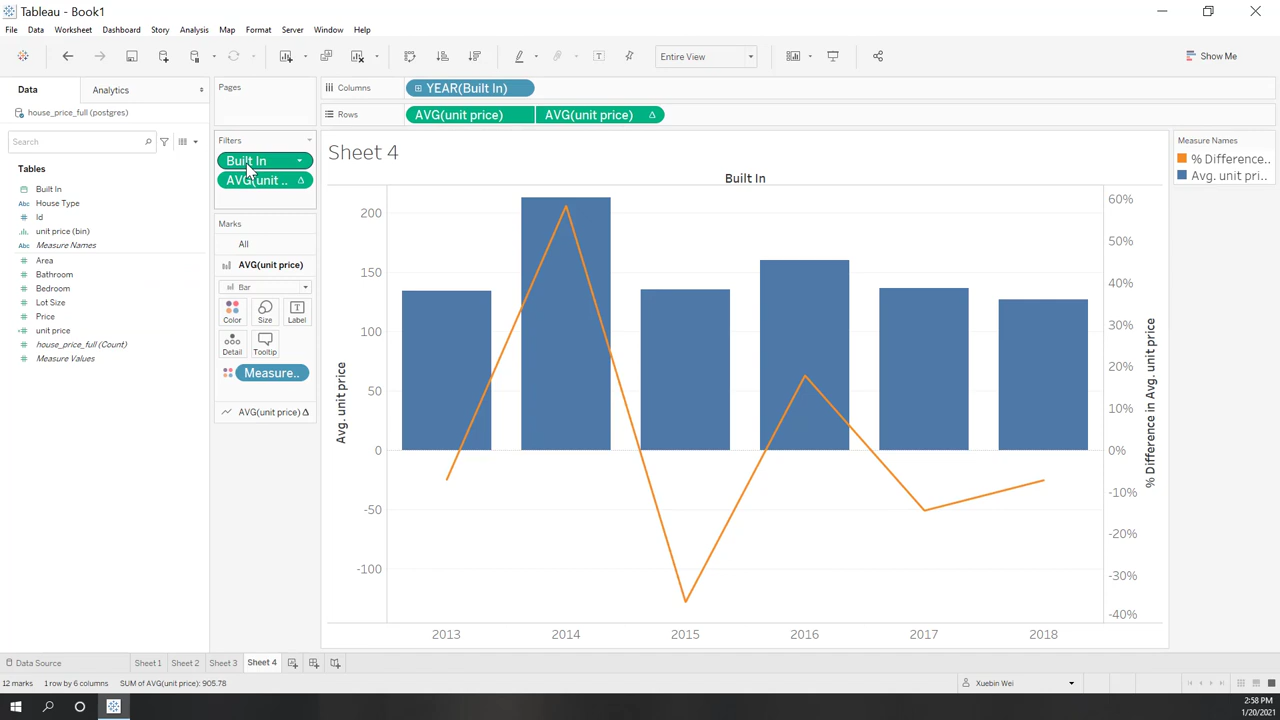 Tableau - Book1
File Data Worksheet Dashboard Story Analysis Map Format Server Window Help
Entire View
Show Me
Data Analytics
house_price_full (postgres)
Search
Tables
Built In
Abc House Type
Id
unit price (bin)
Abc Measure Names
Area
Bathroom
Bedroom
Lot Size
Price
unit price
house_price_full (Count)
Measure Values
Pages
Filters
Built In
AVG(unit ..
Marks
All
AVG(unit price)
Bar
Color Size Label
Detail Tooltip
Measure..
AVG(unit price) Δ
Columns YEAR(Built In)
Rows AVG(unit price) AVG(unit price) Δ
Sheet 4
Built In
Avg. unit price
200
150
100
50
0
-50
-100
60%
50%
40%
30%
20%
10%
0%
-10%
-20%
-30%
-40%
% Difference in Avg. unit price
2013 2014 2015 2016 2017 2018
Measure Names
% Difference..
Avg. unit pri..
Data Source Sheet 1 Sheet 2 Sheet 3 Sheet 4
12 marks 1 row by 6 columns SUM of AVG(unit price): 905.78
Xuebin Wei
2:58 PM
1/20/2021